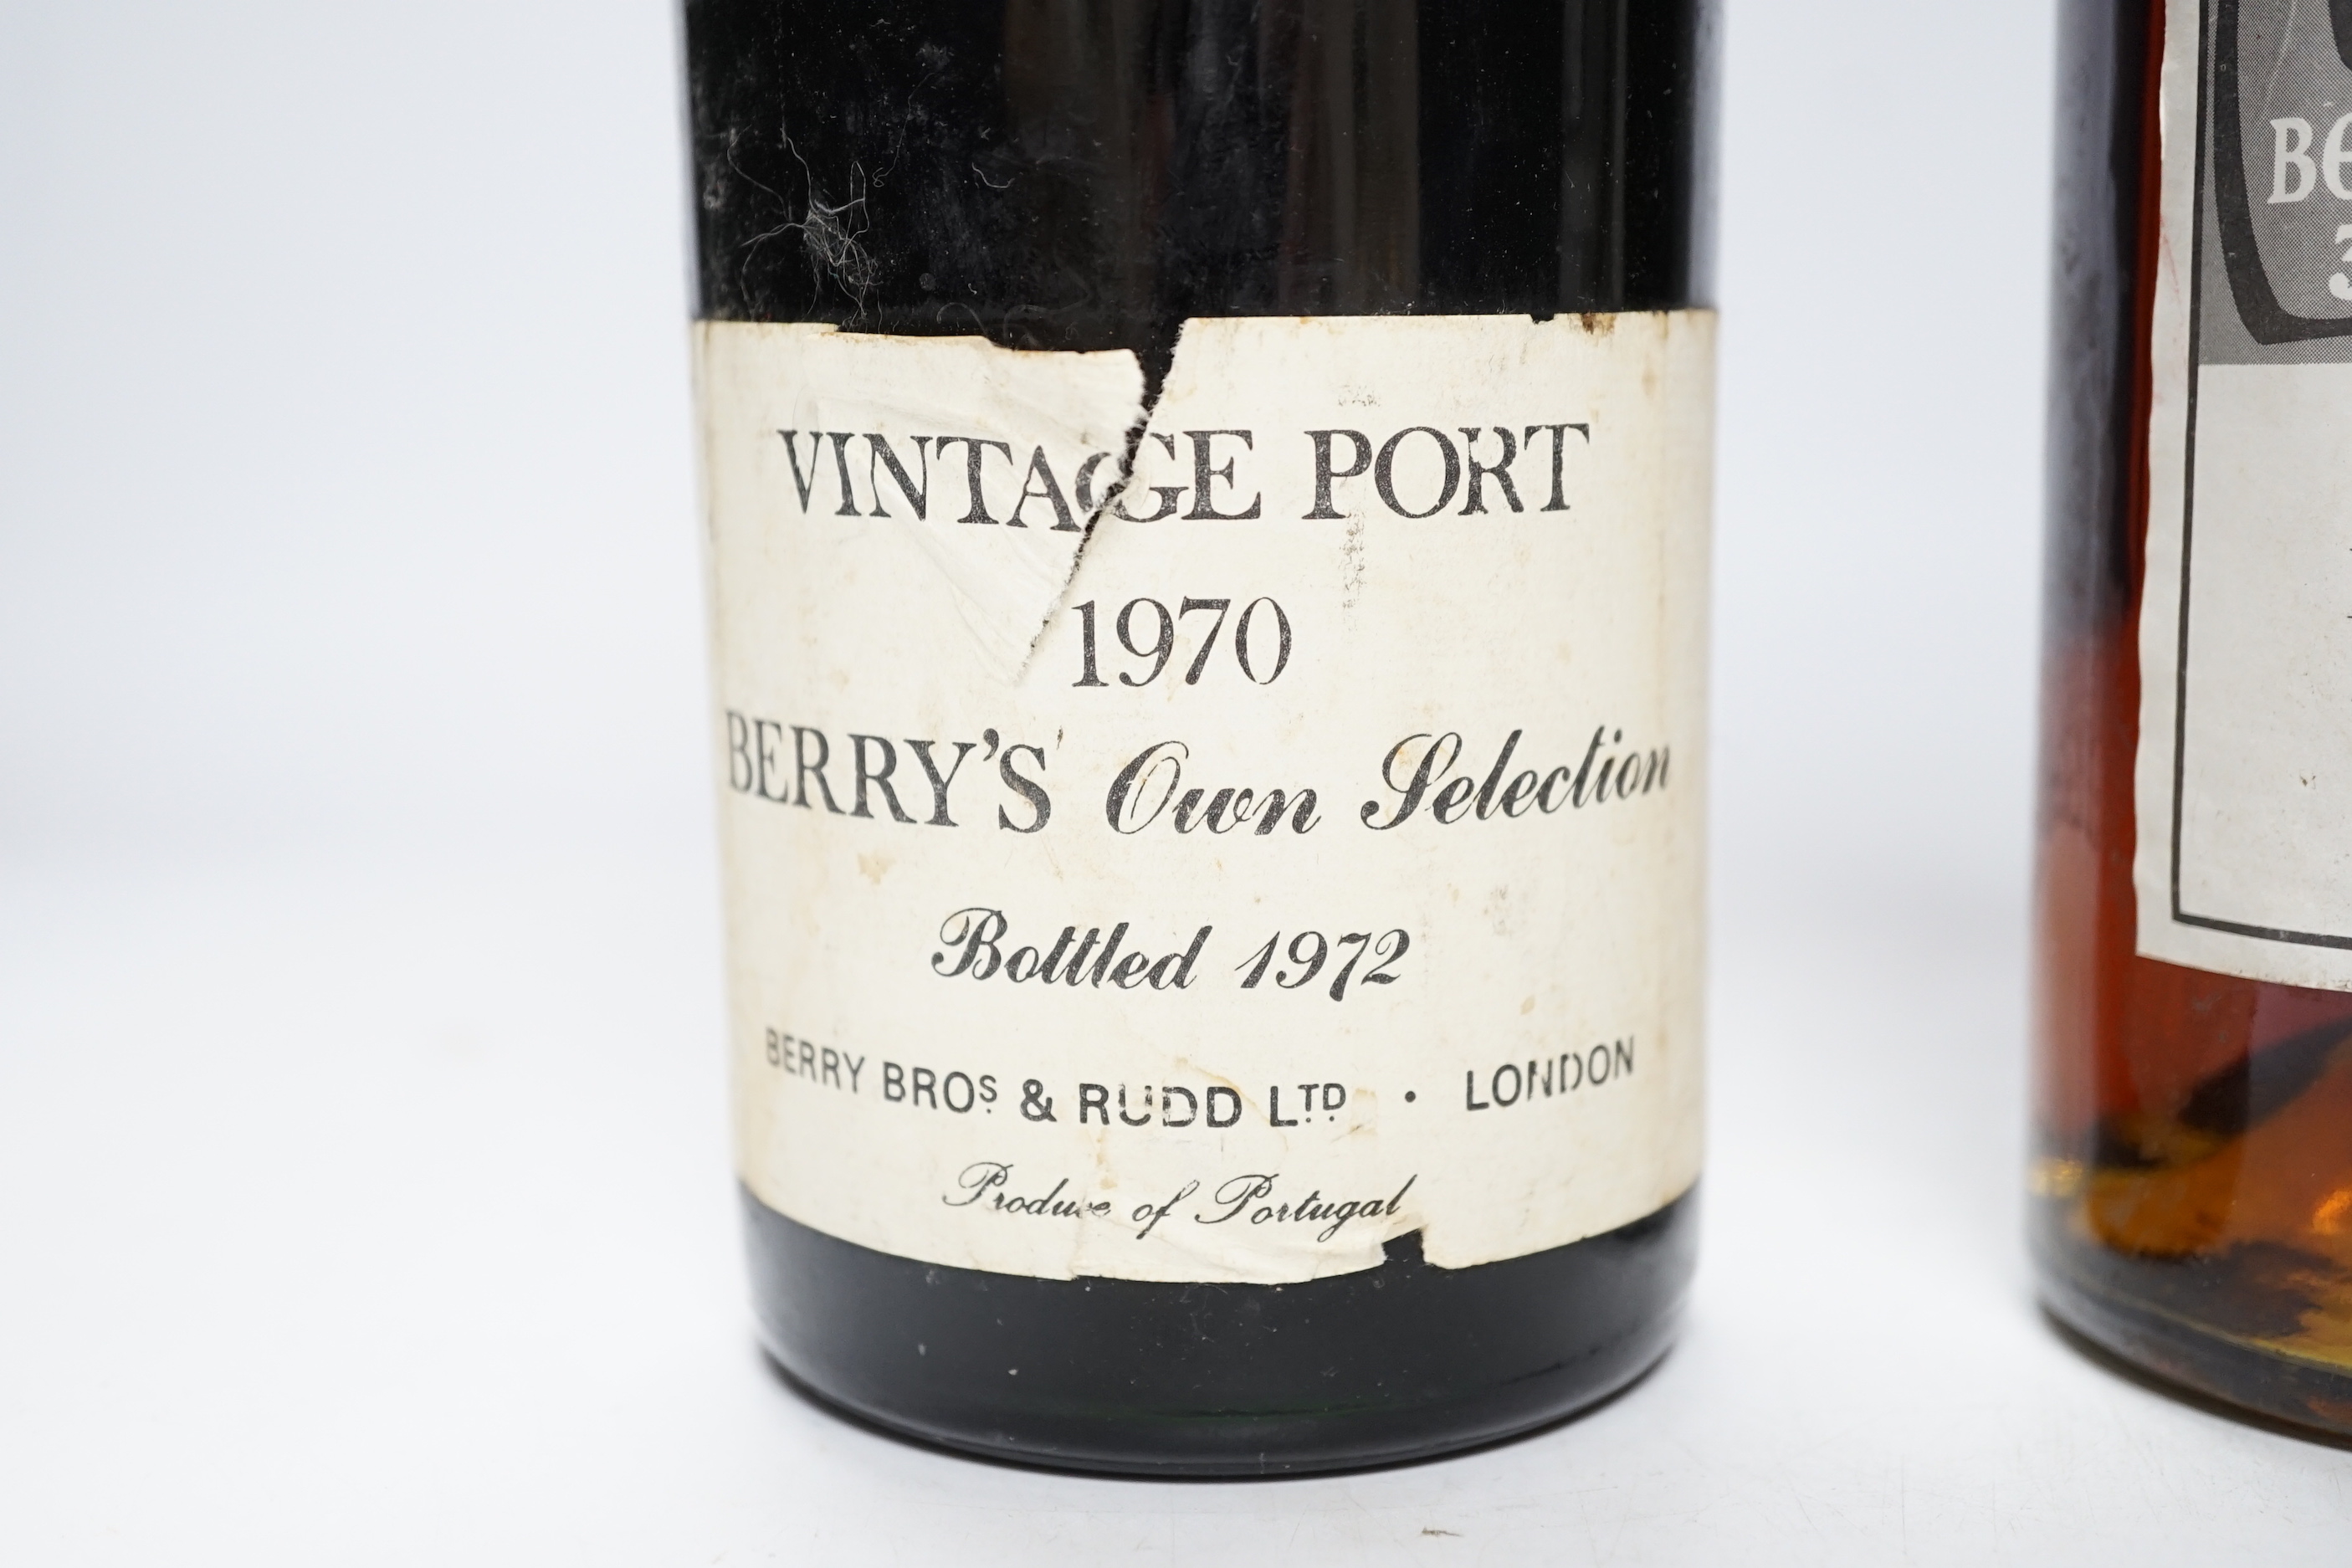 VINTAGE PORT
1970
BERRY'S Own Selection
Bottled 1972
BERRY BROS & RUDD LTD · LONDON
Produce of Portugal